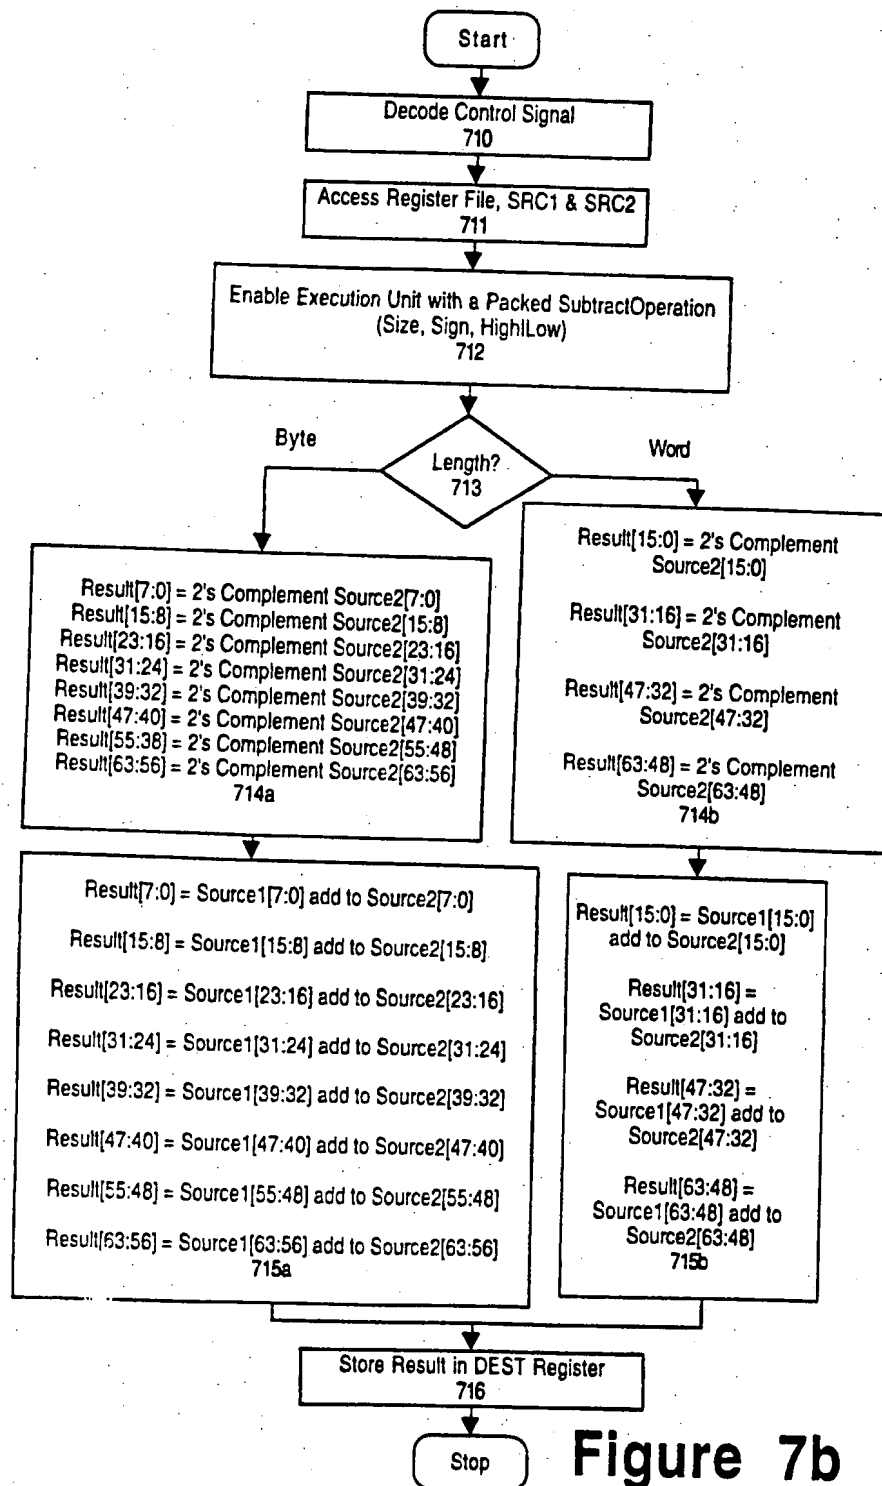 Start
Decode Control Signal
710
Access Register File, SRC1 & SRC2
711
Enable Execution Unit with a Packed SubtractOperation
(Size, Sign, High|Low)
712
Length?
713
Byte
Word
Result[7:0] = 2's Complement Source2[7:0]
Result[15:8] = 2's Complement Source2[15:8]
Result[23:16] = 2's Complement Source2[23:16]
Result[31:24] = 2's Complement Source2[31:24]
Result[39:32] = 2's Complement Source2[39:32]
Result[47:40] = 2's Complement Source2[47:40]
Result[55:38] = 2's Complement Source2[55:48]
Result[63:56] = 2's Complement Source2[63:56]
714a
Result[15:0] = 2's Complement
Source2[15:0]
Result[31:16] = 2's Complement
Source2[31:16]
Result[47:32] = 2's Complement
Source2[47:32]
Result[63:48] = 2's Complement
Source2[63:48]
714b
Result[7:0] = Source1[7:0] add to Source2[7:0]
Result[15:8] = Source1[15:8] add to Source2[15:8]
Result[23:16] = Source1[23:16] add to Source2[23:16]
Result[31:24] = Source1[31:24] add to Source2[31:24]
Result[39:32] = Source1[39:32] add to Source2[39:32]
Result[47:40] = Source1[47:40] add to Source2[47:40]
Result[55:48] = Source1[55:48] add to Source2[55:48]
Result[63:56] = Source1[63:56] add to Source2[63:56]
715a
Result[15:0] = Source1[15:0]
add to Source2[15:0]
Result[31:16] =
Source1[31:16] add to
Source2[31:16]
Result[47:32] =
Source1[47:32] add to
Source2[47:32]
Result[63:48] =
Source1[63:48] add to
Source2[63:48]
715b
Store Result in DEST Register
716
Stop
Figure 7b